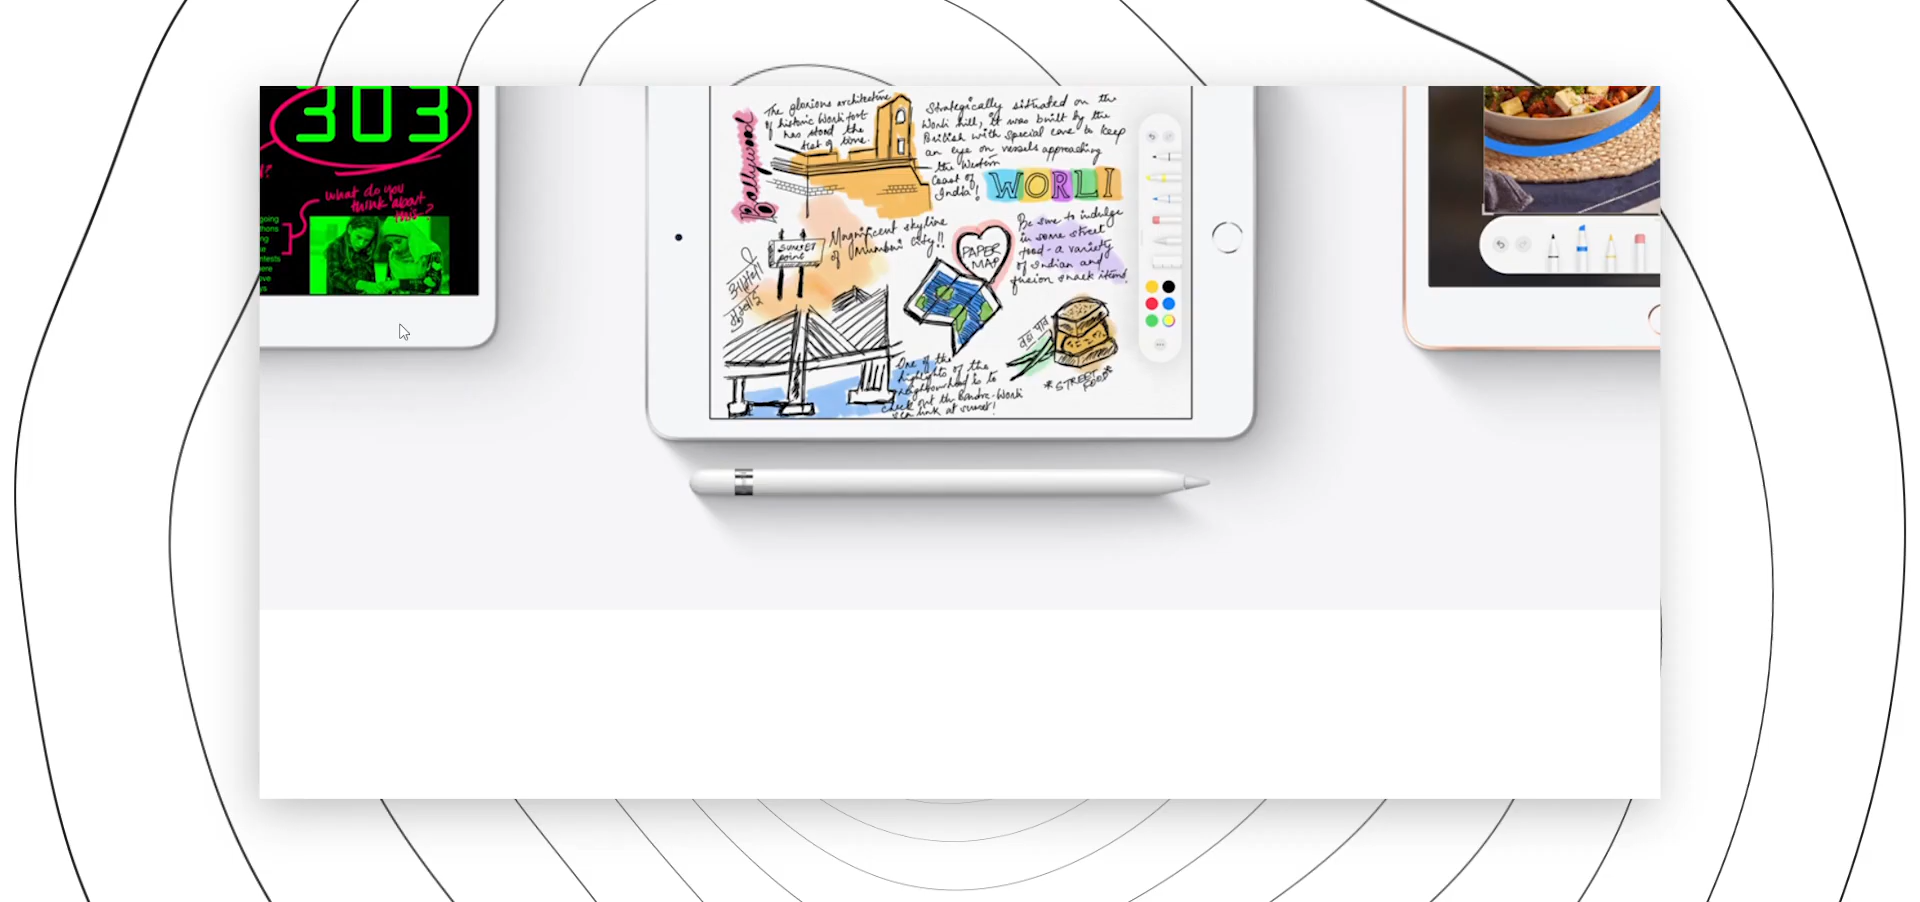 303
what do you
think about
this?
going
Bollywood
The glorious architecture
of historic Worli fort
has stood the
test of time.
Strategically situated on the
Worli hill, it was built by the
British with special care to keep
an eye on vessels approaching
the Western
Coast of
India!
WORLI
SUNSET
point
Magnificent skyline
of Mumbai City!!
PAPER
MAP
Be sure to indulge
in some street
food - a variety
of Indian and
fusion snack items!
आमची
मुंबई
वडा पाव
*STREET
FOOD*
One of the
highlights of the
neighbourhood is to
check out the Bandra-Worli
sea link at sunset!